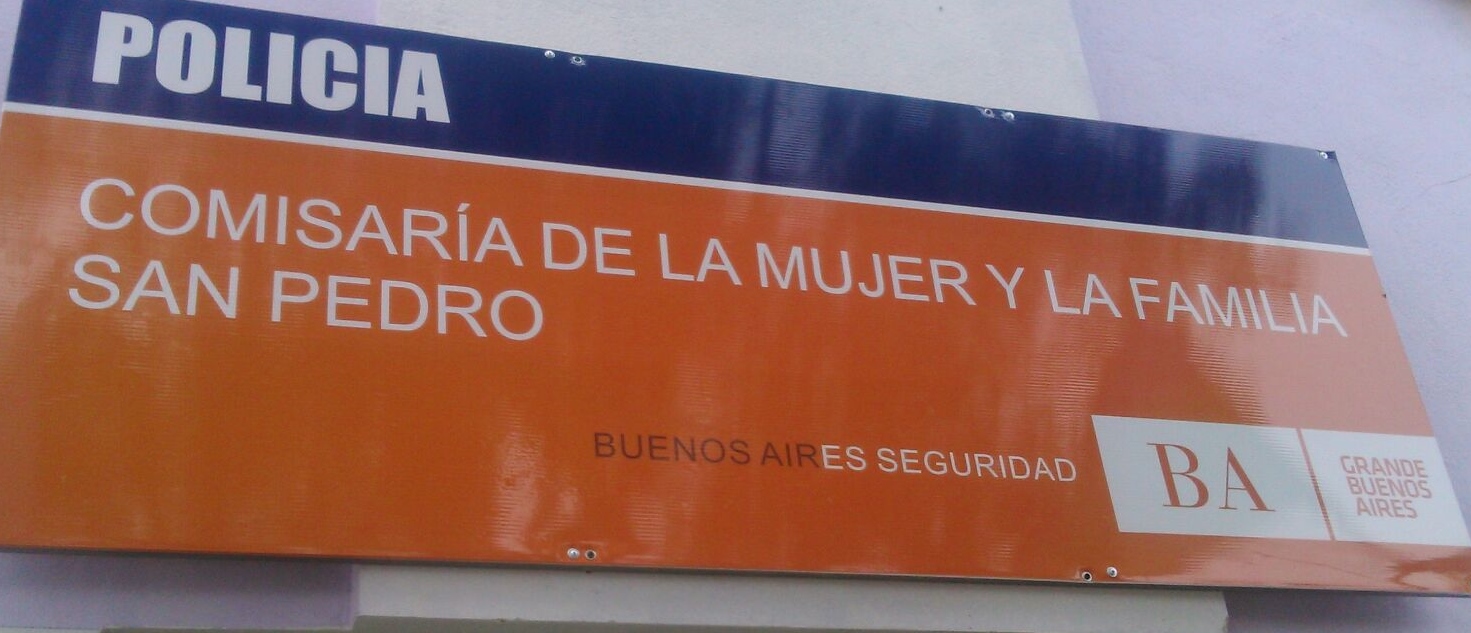 POLICIA
COMISARÍA DE LA MUJER Y LA FAMILIA
SAN PEDRO
BUENOS AIRES SEGURIDAD
BA
GRANDE
BUENOS
AIRES